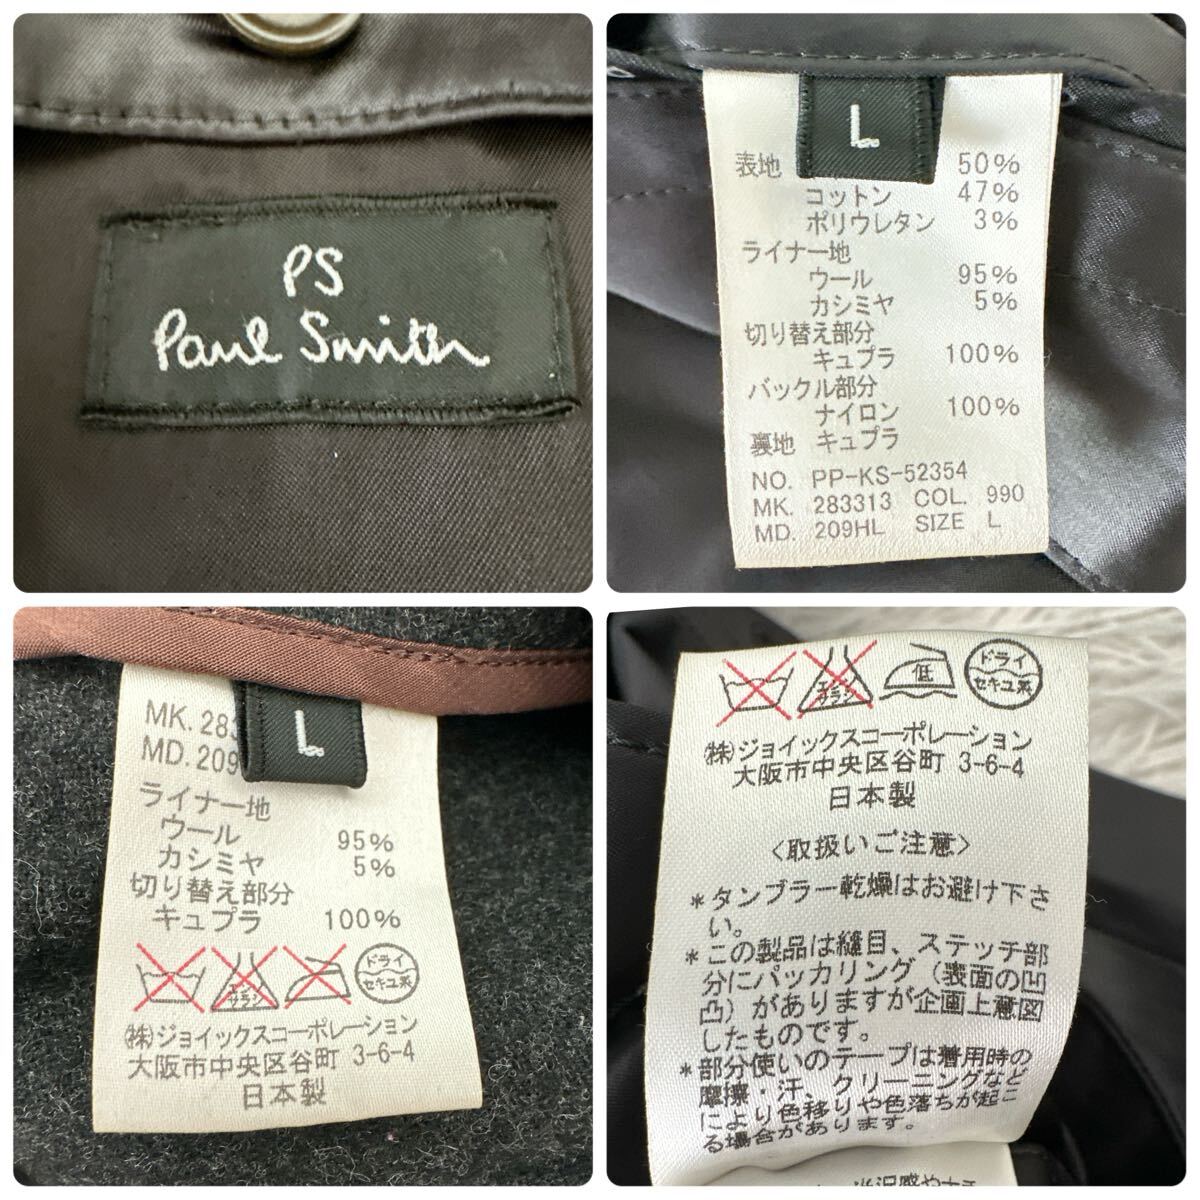 PS
Paul Smith
L
表地 50%
コットン 47%
ポリウレタン 3%
ライナー地
ウール 95%
カシミヤ 5%
切り替え部分
キュプラ 100%
バックル部分
ナイロン 100%
裏地 キュプラ
NO. PP-KS-52354
MK. 283313 COL. 990
MD. 209HL SIZE L
L
MK. 283
MD. 209
ライナー地
ウール 95%
カシミヤ 5%
切り替え部分
キュプラ 100%
エンソ サラシ
ドライ
セキユ系
㈱ジョイックスコーポレーション
大阪市中央区谷町 3-6-4
日本製
エンソ サラシ
低
ドライ
セキユ系
㈱ジョイックスコーポレーション
大阪市中央区谷町 3-6-4
日本製
<取扱いご注意>
*タンブラー乾燥はお避け下さ
い。
*この製品は縫目、ステッチ部
分にパッカリング(表面の凹
凸)がありますが企画上意図
したものです。
*部分使いのテープは着用時の
摩擦・汗、クリーニングなど
により色移りや色落ちが起こ
る場合があります。